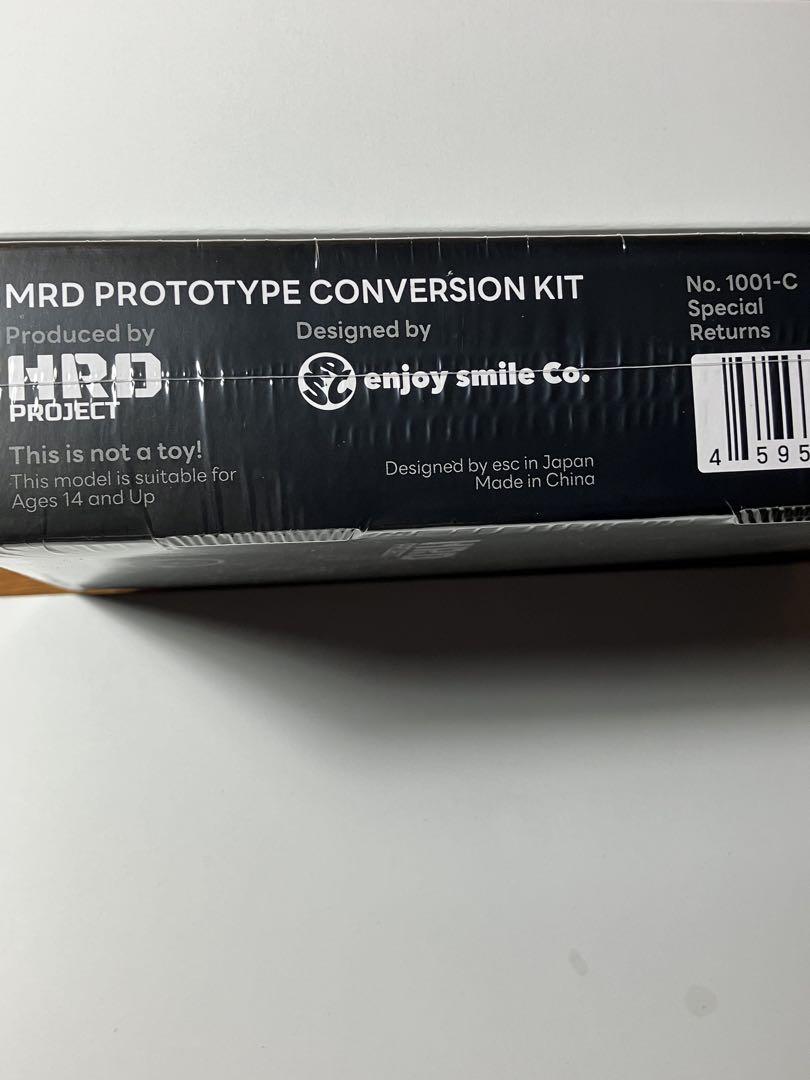 MRD PROTOTYPE CONVERSION KIT
Produced by
HRD
PROJECT
This is not a toy!
This model is suitable for
Ages 14 and Up
Designed by
esc
enjoy smile Co.
Designed by esc in Japan
Made in China
No. 1001-C
Special
Returns
4 595